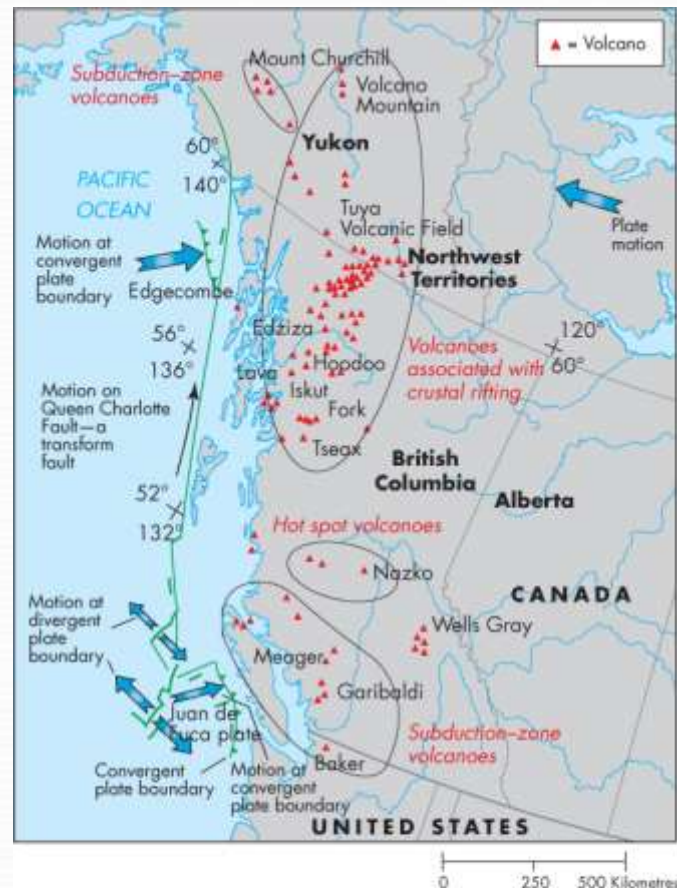 ▲ = Volcano
Mount Churchill
Subduction–zone
volcanoes
Volcano
Mountain
Yukon
60°
140°
PACIFIC
OCEAN
Tuya
Volcanic Field
Plate
motion
Motion at
convergent
plate
boundary
Northwest
Territories
Edgecombe
Edziza
56°
136°
120°
60°
Hopdoo
Volcanoes
associated with
crustal rifting
Lava
Iskut
Fork
Motion on
Queen Charlotte
Fault—a
transform
fault
Tseax
British
Columbia
Alberta
52°
132°
Hot spot volcanoes
Nazko
CANADA
Motion at
divergent
plate
boundary
Wells Gray
Meager
Garibaldi
Juan de
Fuca plate
Subduction–zone
volcanoes
Convergent
plate boundary
Motion at
convergent
plate boundary
Baker
UNITED STATES
0 250 500 Kilometres